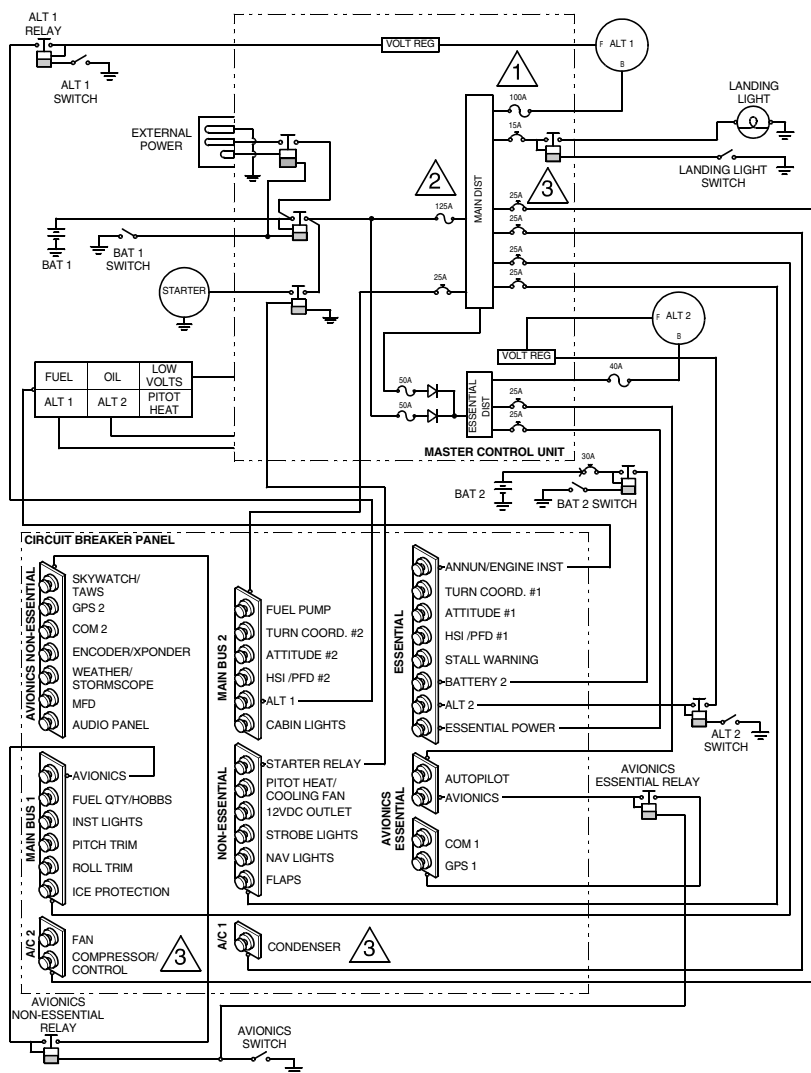 ALT 1
RELAY
VOLT REG
F
ALT 1
B
ALT 1
SWITCH
1
100A
LANDING
LIGHT
15A
EXTERNAL
POWER
LANDING LIGHT
SWITCH
2
3
MAIN DIST
125A
25A
25A
25A
25A
BAT 1
BAT 1
SWITCH
25A
STARTER
F
ALT 2
B
VOLT REG
FUEL
OIL
LOW
VOLTS
ALT 1
ALT 2
PITOT
HEAT
50A
50A
ESSENTIAL
DIST
40A
25A
25A
MASTER CONTROL UNIT
30A
BAT 2
BAT 2 SWITCH
CIRCUIT BREAKER PANEL
AVIONICS NON-ESSENTIAL
SKYWATCH/
TAWS
GPS 2
COM 2
ENCODER/XPONDER
WEATHER/
STORMSCOPE
MFD
AUDIO PANEL
MAIN BUS 2
FUEL PUMP
TURN COORD. #2
ATTITUDE #2
HSI /PFD #2
ALT 1
CABIN LIGHTS
ESSENTIAL
ANNUN/ENGINE INST
TURN COORD. #1
ATTITUDE #1
HSI /PFD #1
STALL WARNING
BATTERY 2
ALT 2
ESSENTIAL POWER
ALT 2
SWITCH
MAIN BUS 1
AVIONICS
FUEL QTY/HOBBS
INST LIGHTS
PITCH TRIM
ROLL TRIM
ICE PROTECTION
NON-ESSENTIAL
STARTER RELAY
PITOT HEAT/
COOLING FAN
12VDC OUTLET
STROBE LIGHTS
NAV LIGHTS
FLAPS
AVIONICS
ESSENTIAL
AUTOPILOT
AVIONICS
COM 1
GPS 1
AVIONICS
ESSENTIAL RELAY
A/C 2
FAN
COMPRESSOR/
CONTROL
3
A/C 1
CONDENSER
3
AVIONICS
NON-ESSENTIAL
RELAY
AVIONICS
SWITCH